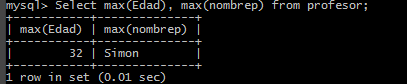 mysql> Select max(Edad), max(nombrep) from profesor;
+-----------+--------------+
| max(Edad) | max(nombrep) |
+-----------+--------------+
|        32 | Simon        |
+-----------+--------------+
1 row in set (0.01 sec)